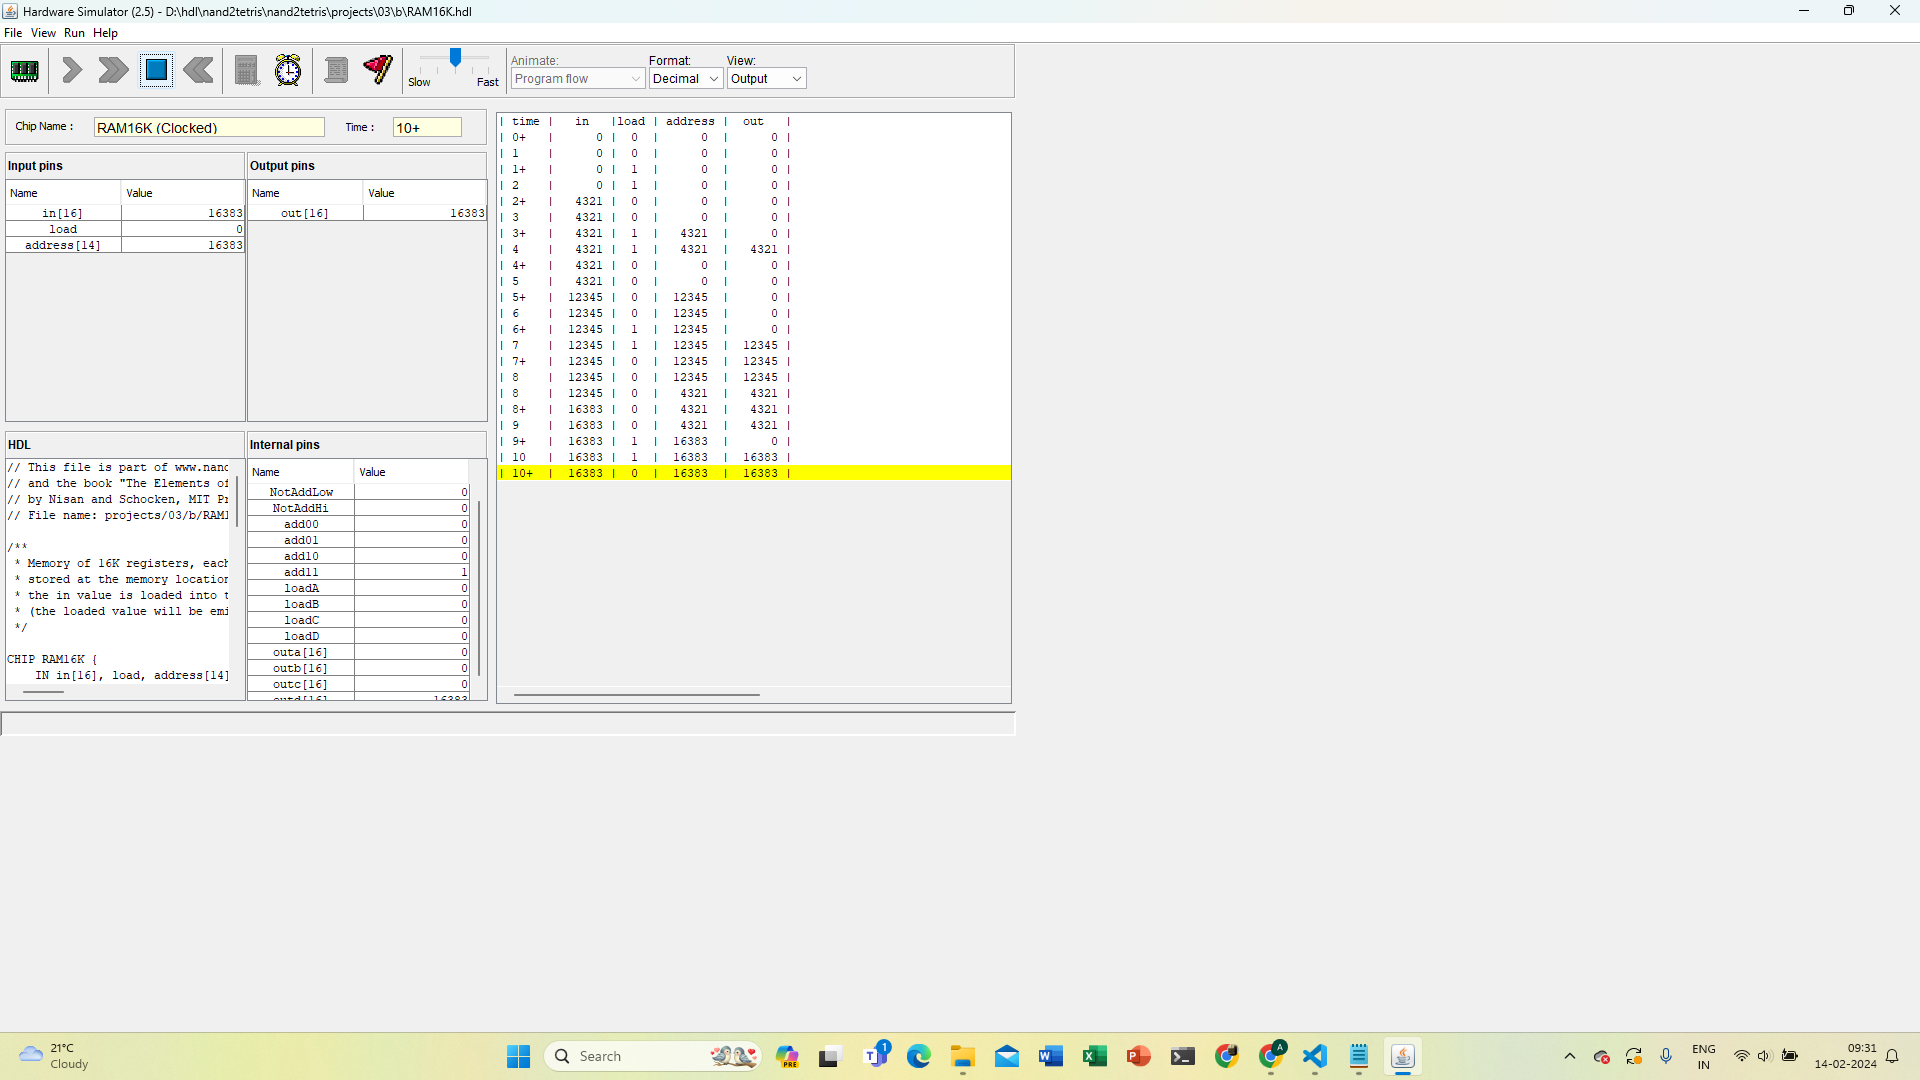 Hardware Simulator (2.5) - D:\hdl\nand2tetris\nand2tetris\projects\03\b\RAM16K.hdl
File View Run Help
Slow Fast
Animate:
Program flow
Format:
Decimal
View:
Output
Chip Name :
RAM16K (Clocked)
Time :
10+
Input pins
Name Value
in[16] 16383
load 0
address[14] 16383
Output pins
Name Value
out[16] 16383
HDL
// This file is part of www.nand
// and the book "The Elements of
// by Nisan and Schocken, MIT Pr
// File name: projects/03/b/RAM1
/**
* Memory of 16K registers, each
* stored at the memory location
* the in value is loaded into t
* (the loaded value will be emi
*/
CHIP RAM16K {
IN in[16], load, address[14]
Internal pins
Name Value
NotAddLow 0
NotAddHi 0
add00 0
add01 0
add10 0
add11 1
loadA 0
loadB 0
loadC 0
loadD 0
outa[16] 0
outb[16] 0
outc[16] 0
outd[16] 16383
| time | in |load | address | out |
| 0+ | 0 | 0 | 0 | 0 |
| 1 | 0 | 0 | 0 | 0 |
| 1+ | 0 | 1 | 0 | 0 |
| 2 | 0 | 1 | 0 | 0 |
| 2+ | 4321 | 0 | 0 | 0 |
| 3 | 4321 | 0 | 0 | 0 |
| 3+ | 4321 | 1 | 4321 | 0 |
| 4 | 4321 | 1 | 4321 | 4321 |
| 4+ | 4321 | 0 | 0 | 0 |
| 5 | 4321 | 0 | 0 | 0 |
| 5+ | 12345 | 0 | 12345 | 0 |
| 6 | 12345 | 0 | 12345 | 0 |
| 6+ | 12345 | 1 | 12345 | 0 |
| 7 | 12345 | 1 | 12345 | 12345 |
| 7+ | 12345 | 0 | 12345 | 12345 |
| 8 | 12345 | 0 | 12345 | 12345 |
| 8 | 12345 | 0 | 4321 | 4321 |
| 8+ | 16383 | 0 | 4321 | 4321 |
| 9 | 16383 | 0 | 4321 | 4321 |
| 9+ | 16383 | 1 | 16383 | 0 |
| 10 | 16383 | 1 | 16383 | 16383 |
| 10+ | 16383 | 0 | 16383 | 16383 |
21°C
Cloudy
Search
PRE
1
A
ENG
IN
09:31
14-02-2024